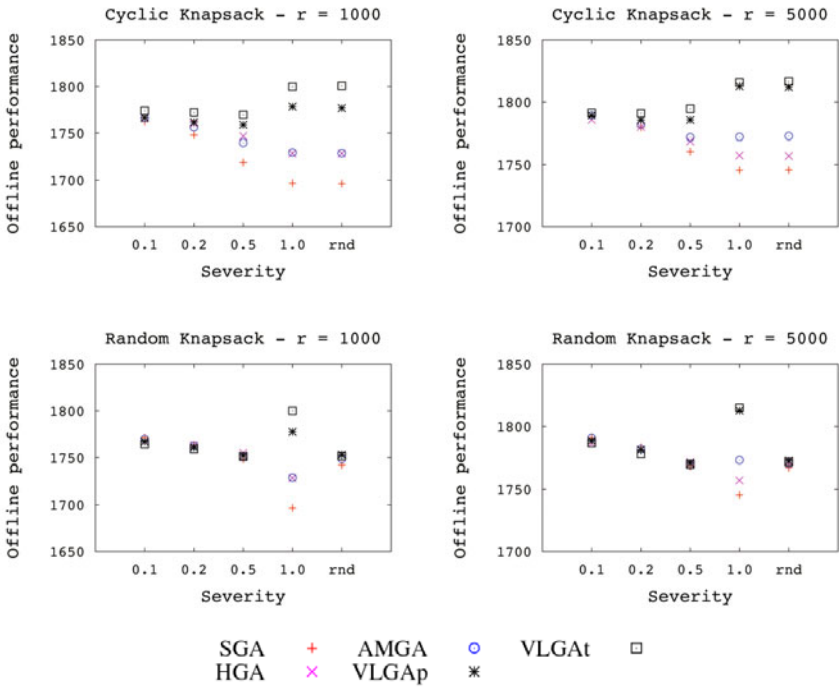 Cyclic Knapsack - r = 1000
Offline performance
1850
1800
1750
1700
1650
0.1 0.2 0.5 1.0 rnd
Severity
Cyclic Knapsack - r = 5000
Offline performance
1850
1800
1750
1700
0.1 0.2 0.5 1.0 rnd
Severity
Random Knapsack - r = 1000
Offline performance
1850
1800
1750
1700
1650
0.1 0.2 0.5 1.0 rnd
Severity
Random Knapsack - r = 5000
Offline performance
1850
1800
1750
1700
0.1 0.2 0.5 1.0 rnd
Severity
SGA AMGA VLGAt
HGA VLGAp